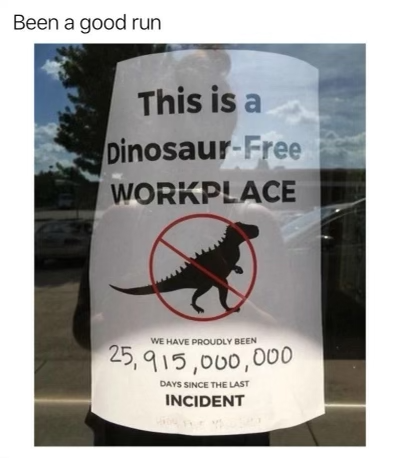 Been a good run
This is a
Dinosaur-Free
WORKPLACE
WE HAVE PROUDLY BEEN
25,915,000,000
DAYS SINCE THE LAST
INCIDENT